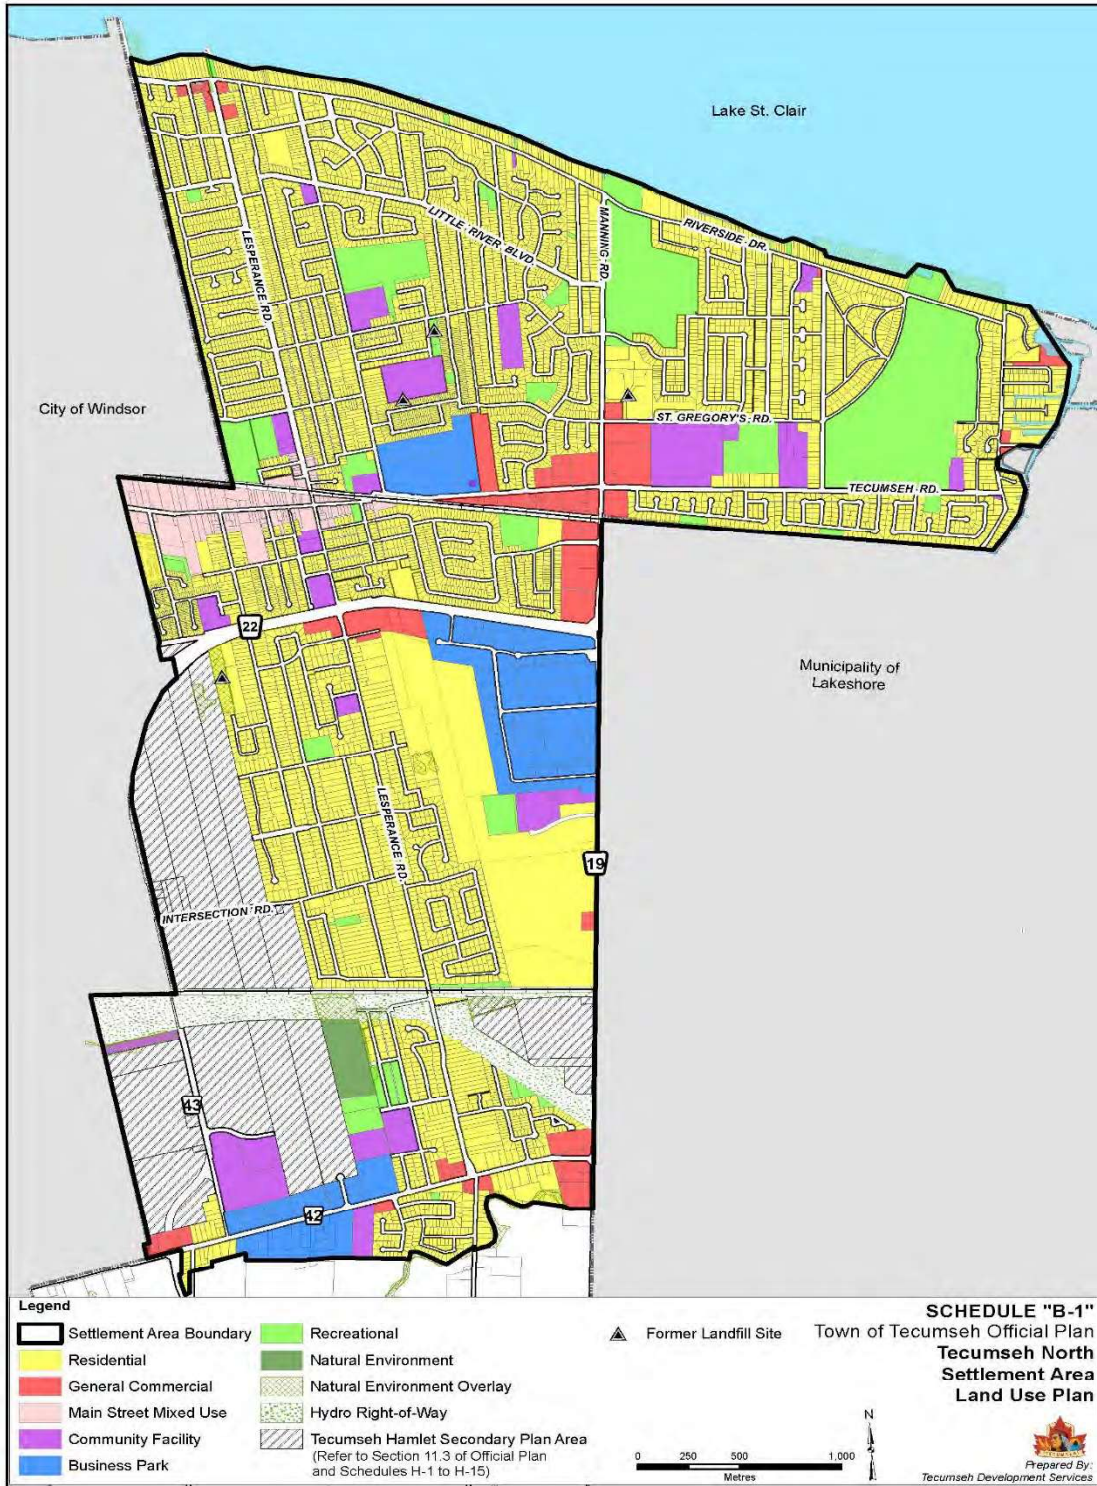 Lake St. Clair
LITTLE RIVER BLVD.
MANNING RD.
RIVERSIDE DR.
LESPERANCE RD.
City of Windsor
ST. GREGORY'S RD.
TECUMSEH RD.
22
Municipality of
Lakeshore
LESPERANCE RD.
19
INTERSECTION RD.
43
42
Legend
Settlement Area Boundary
Residential
General Commercial
Main Street Mixed Use
Community Facility
Business Park
Recreational
Natural Environment
Natural Environment Overlay
Hydro Right-of-Way
Tecumseh Hamlet Secondary Plan Area
(Refer to Section 11.3 of Official Plan
and Schedules H-1 to H-15)
Former Landfill Site
SCHEDULE "B-1"
Town of Tecumseh Official Plan
Tecumseh North
Settlement Area
Land Use Plan
N
0 250 500 1,000
Metres
Prepared By:
Tecumseh Development Services